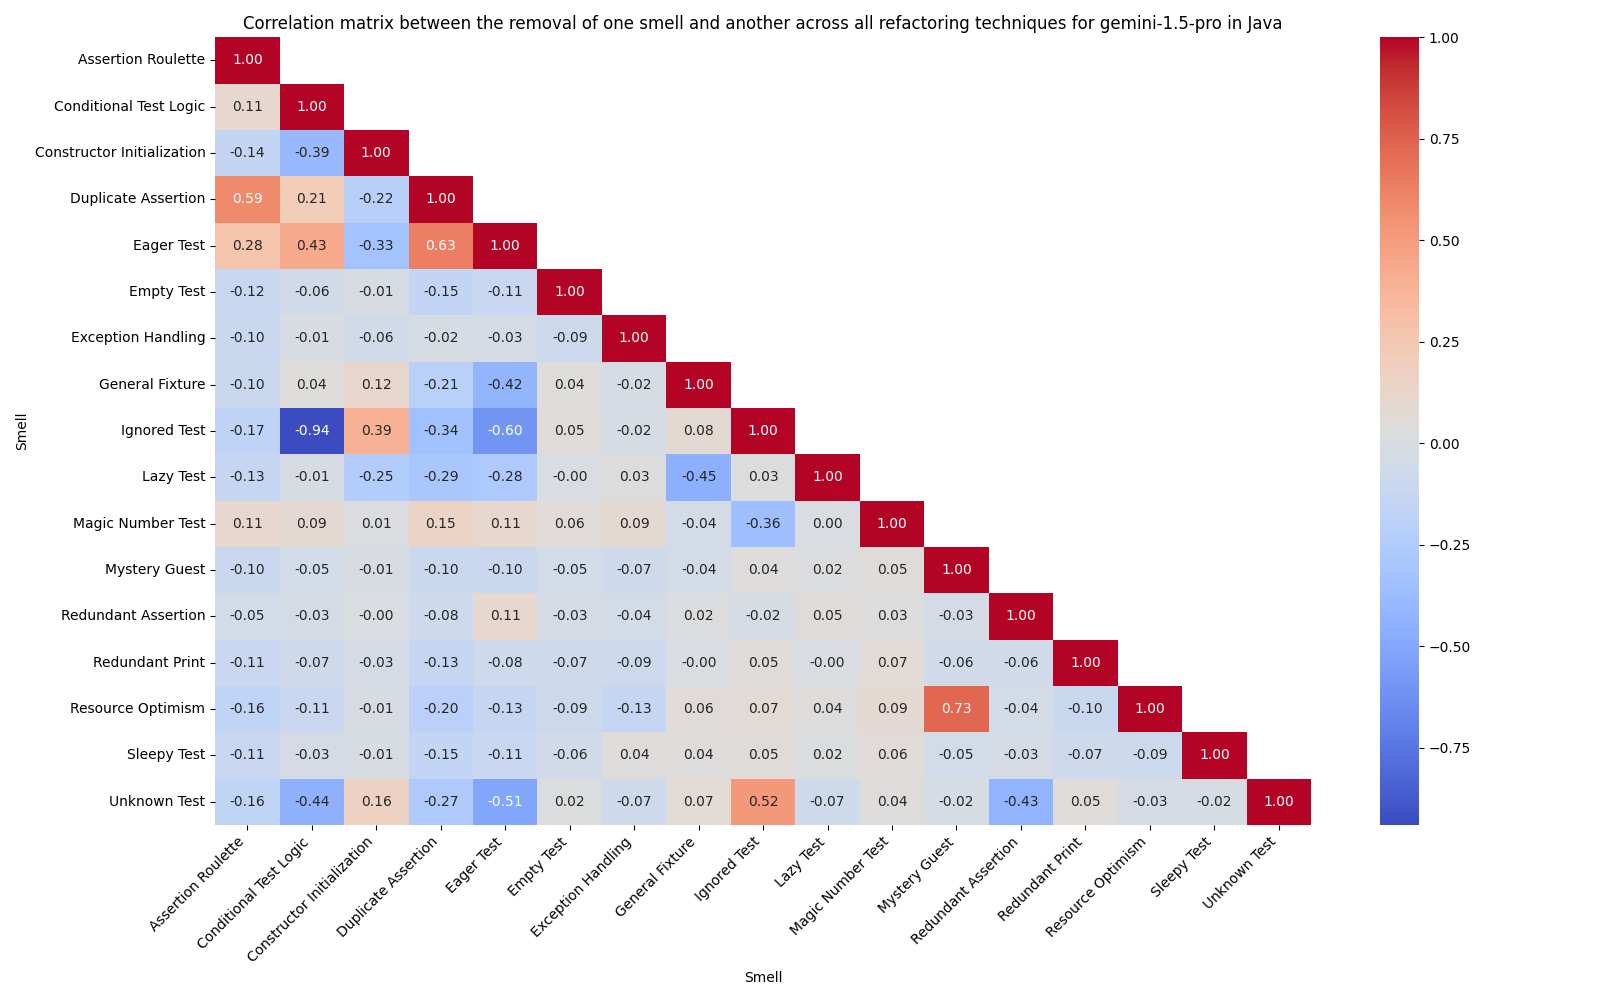 Correlation matrix between the removal of one smell and another across all refactoring techniques for gemini-1.5-pro in Java
Smell
Assertion Roulette 1.00
Conditional Test Logic 0.11 1.00
Constructor Initialization -0.14 -0.39 1.00
Duplicate Assertion 0.59 0.21 -0.22 1.00
Eager Test 0.28 0.43 -0.33 0.63 1.00
Empty Test -0.12 -0.06 -0.01 -0.15 -0.11 1.00
Exception Handling -0.10 -0.01 -0.06 -0.02 -0.03 -0.09 1.00
General Fixture -0.10 0.04 0.12 -0.21 -0.42 0.04 -0.02 1.00
Ignored Test -0.17 -0.94 0.39 -0.34 -0.60 0.05 -0.02 0.08 1.00
Lazy Test -0.13 -0.01 -0.25 -0.29 -0.28 -0.00 0.03 -0.45 0.03 1.00
Magic Number Test 0.11 0.09 0.01 0.15 0.11 0.06 0.09 -0.04 -0.36 0.00 1.00
Mystery Guest -0.10 -0.05 -0.01 -0.10 -0.10 -0.05 -0.07 -0.04 0.04 0.02 0.05 1.00
Redundant Assertion -0.05 -0.03 -0.00 -0.08 0.11 -0.03 -0.04 0.02 -0.02 0.05 0.03 -0.03 1.00
Redundant Print -0.11 -0.07 -0.03 -0.13 -0.08 -0.07 -0.09 -0.00 0.05 -0.00 0.07 -0.06 -0.06 1.00
Resource Optimism -0.16 -0.11 -0.01 -0.20 -0.13 -0.09 -0.13 0.06 0.07 0.04 0.09 0.73 -0.04 -0.10 1.00
Sleepy Test -0.11 -0.03 -0.01 -0.15 -0.11 -0.06 0.04 0.04 0.05 0.02 0.06 -0.05 -0.03 -0.07 -0.09 1.00
Unknown Test -0.16 -0.44 0.16 -0.27 -0.51 0.02 -0.07 0.07 0.52 -0.07 0.04 -0.02 -0.43 0.05 -0.03 -0.02 1.00
Assertion Roulette
Conditional Test Logic
Constructor Initialization
Duplicate Assertion
Eager Test
Empty Test
Exception Handling
General Fixture
Ignored Test
Lazy Test
Magic Number Test
Mystery Guest
Redundant Assertion
Redundant Print
Resource Optimism
Sleepy Test
Unknown Test
Smell
1.00
0.75
0.50
0.25
0.00
−0.25
−0.50
−0.75